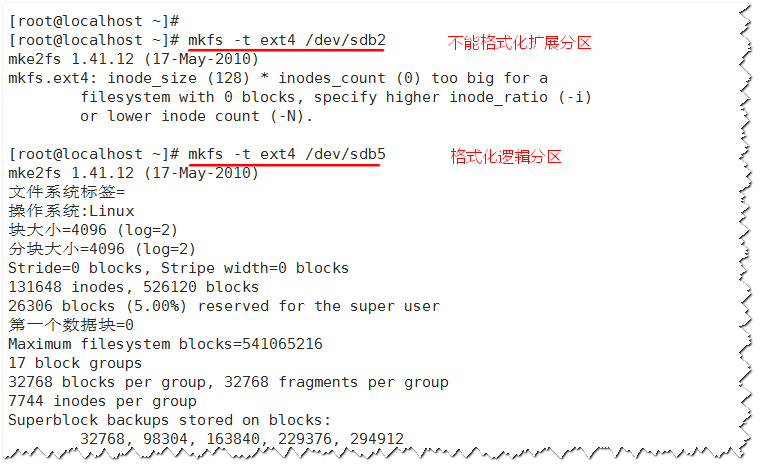 [root@localhost ~]#
[root@localhost ~]# mkfs -t ext4 /dev/sdb2 不能格式化扩展分区
mke2fs 1.41.12 (17-May-2010)
mkfs.ext4: inode_size (128) * inodes_count (0) too big for a
filesystem with 0 blocks, specify higher inode_ratio (-i)
or lower inode count (-N).
[root@localhost ~]# mkfs -t ext4 /dev/sdb5 格式化逻辑分区
mke2fs 1.41.12 (17-May-2010)
文件系统标签=
操作系统:Linux
块大小=4096 (log=2)
分块大小=4096 (log=2)
Stride=0 blocks, Stripe width=0 blocks
131648 inodes, 526120 blocks
26306 blocks (5.00%) reserved for the super user
第一个数据块=0
Maximum filesystem blocks=541065216
17 block groups
32768 blocks per group, 32768 fragments per group
7744 inodes per group
Superblock backups stored on blocks:
32768, 98304, 163840, 229376, 294912